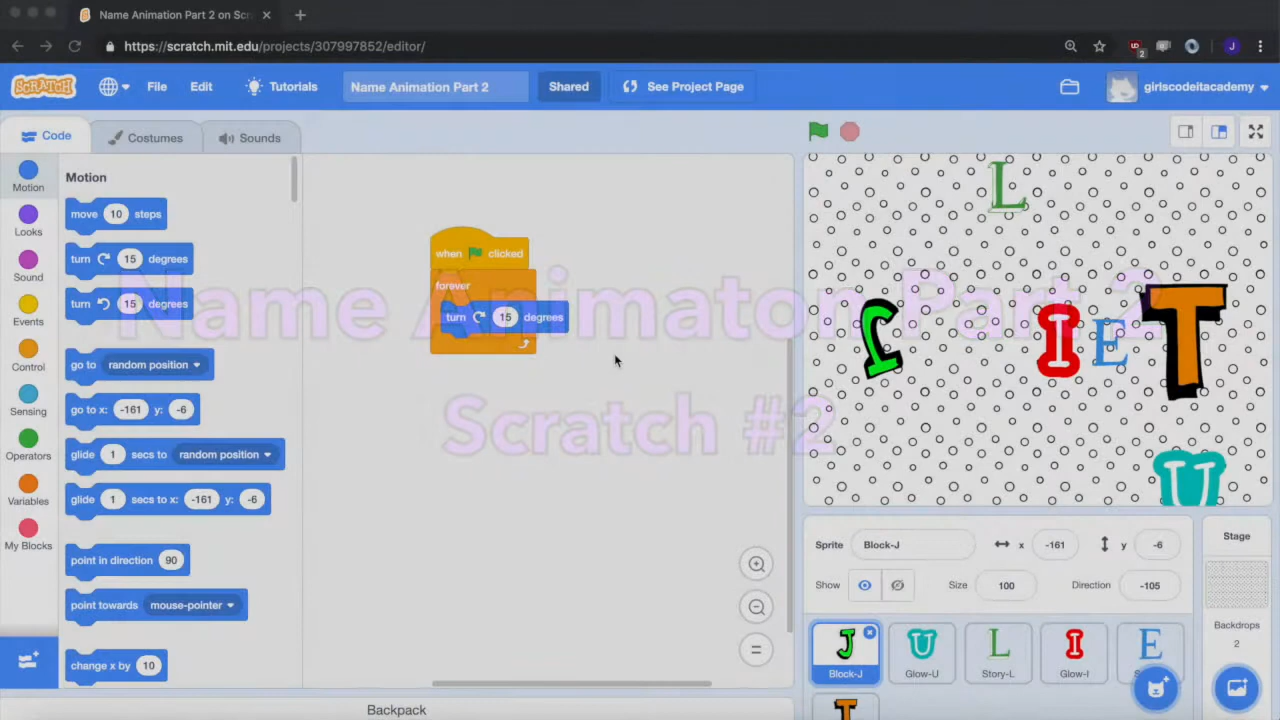 Name Animation Part 2 on Scr
https://scratch.mit.edu/projects/307997852/editor/
2
J
SCRATCH
File Edit Tutorials Name Animation Part 2 Shared See Project Page girlscodeitacademy
Code Costumes Sounds
Motion
Looks
Sound
Events
Control
Sensing
Operators
Variables
My Blocks
Motion
move 10 steps
turn 15 degrees
turn 15 degrees
go to random position
go to x: -161 y: -6
glide 1 secs to random position
glide 1 secs to x: -161 y: -6
point in direction 90
point towards mouse-pointer
change x by 10
when clicked
forever
turn 15 degrees
Name Animaton Part 2
Scratch #2
L
J I E T
U
Sprite Block-J x -161 y -6
Show Size 100 Direction -105
J U L I E
Block-J Glow-U Story-L Glow-I S
T
Stage
Backdrops
2
Backpack